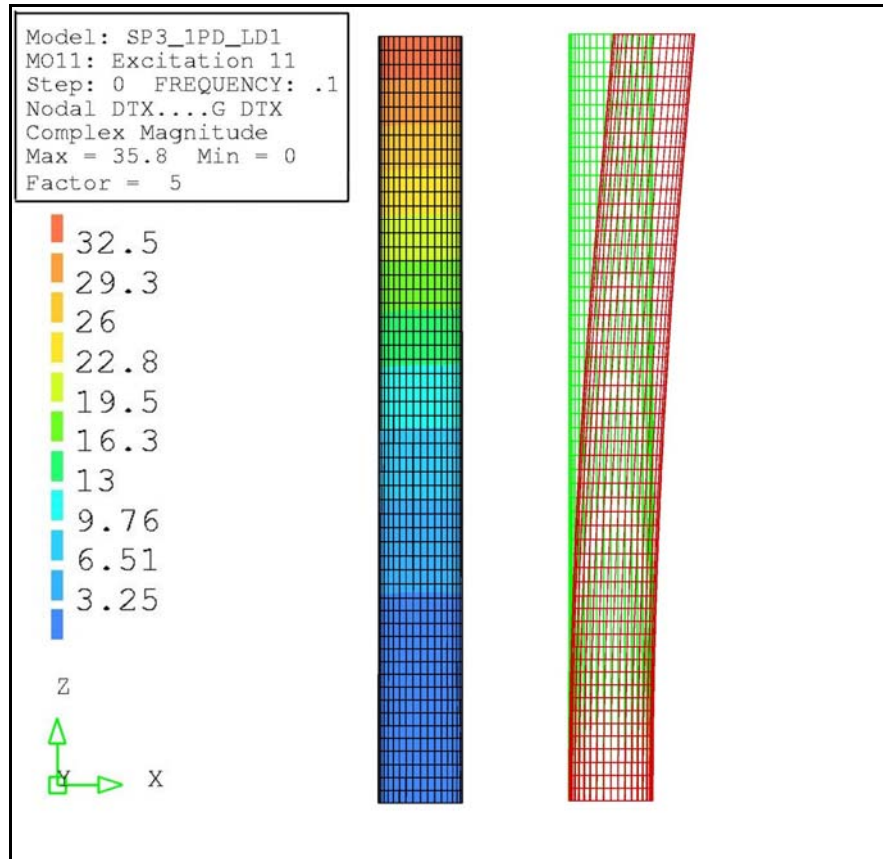 Model: SP3_1PD_LD1
MO11: Excitation 11
Step: 0 FREQUENCY: .1
Nodal DTX....G DTX
Complex Magnitude
Max = 35.8 Min = 0
Factor = 5
32.5
29.3
26
22.8
19.5
16.3
13
9.76
6.51
3.25
Z
Y X